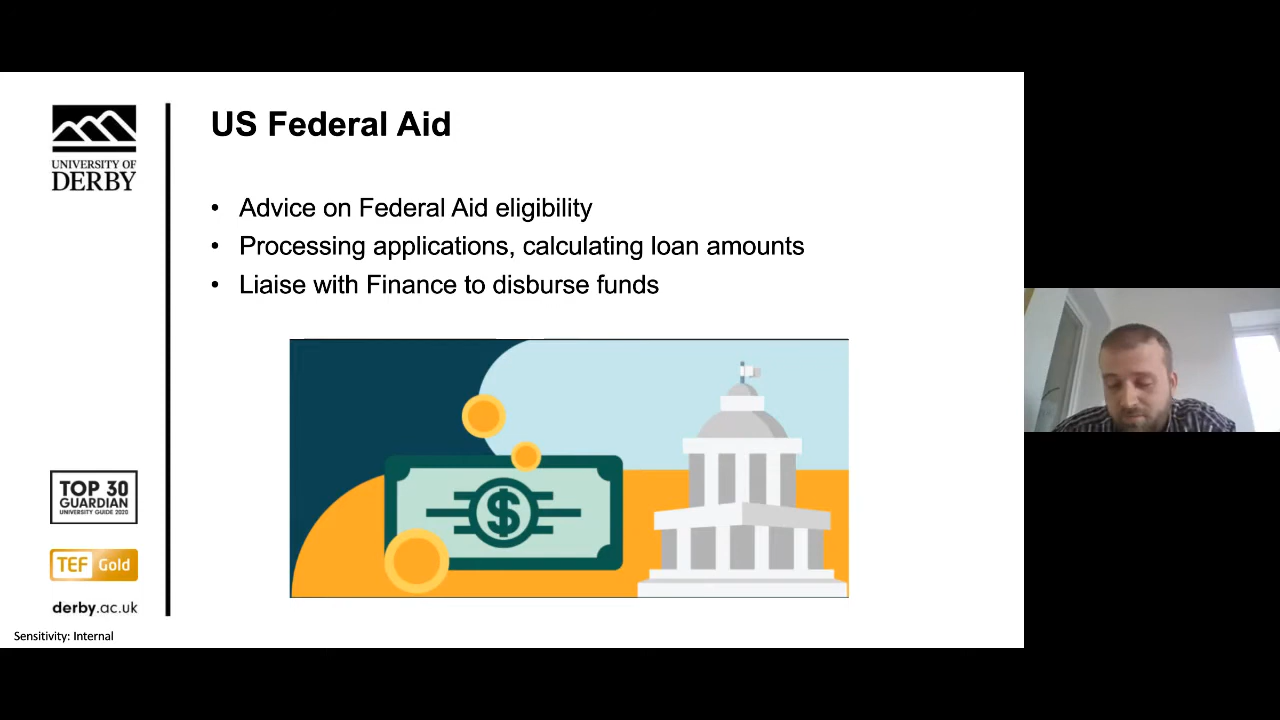 US Federal Aid
UNIVERSITY OF
DERBY
• Advice on Federal Aid eligibility
• Processing applications, calculating loan amounts
• Liaise with Finance to disburse funds
$
TOP 30
GUARDIAN
UNIVERSITY GUIDE 2020
TEF Gold
derby.ac.uk
Sensitivity: Internal